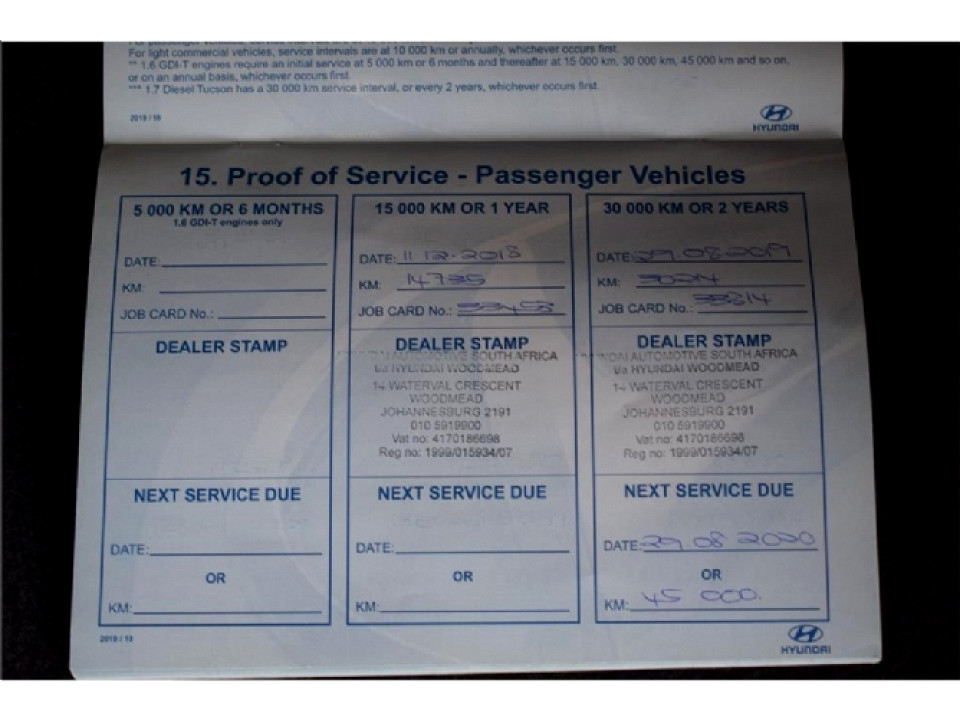 For light commercial vehicles, service intervals are at 10 000 km or annually, whichever occurs first.
** 1.6 GDI-T engines require an initial service at 5 000 km or 6 months and thereafter at 15 000 km, 30 000 km, 45 000 km and so on,
or on an annual basis, whichever occurs first.
*** 1.7 Diesel Tucson has a 30 000 km service interval, or every 2 years, whichever occurs first.
HYUNDAI
15. Proof of Service - Passenger Vehicles
5 000 KM OR 6 MONTHS
1.6 GDI-T engines only
DATE:
KM:
JOB CARD No.:
DEALER STAMP
NEXT SERVICE DUE
DATE:
OR
KM:
15 000 KM OR 1 YEAR
DATE: 11 12.2018
KM: 14735
JOB CARD No.: 33458
DEALER STAMP
AUTOMOTIVE SOUTH AFRICA
t/a HYUNDAI WOODMEAD
14 WATERVAL CRESCENT
WOODMEAD
JOHANNESBURG 2191
010 5919900
Vat no: 4170186698
Reg no: 1999/015934/07
NEXT SERVICE DUE
DATE:
OR
KM:
30 000 KM OR 2 YEARS
DATE: 29.08.2019
KM: 3024
JOB CARD No.: 38814
DEALER STAMP
AUTOMOTIVE SOUTH AFRICA
t/a HYUNDAI WOODMEAD
14 WATERVAL CRESCENT
WOODMEAD
JOHANNESBURG 2191
010 5919900
Vat no: 4170186698
Reg no: 1999/015934/07
NEXT SERVICE DUE
DATE: 29.08 2020
OR
KM: 45 000.
HYUNDAI